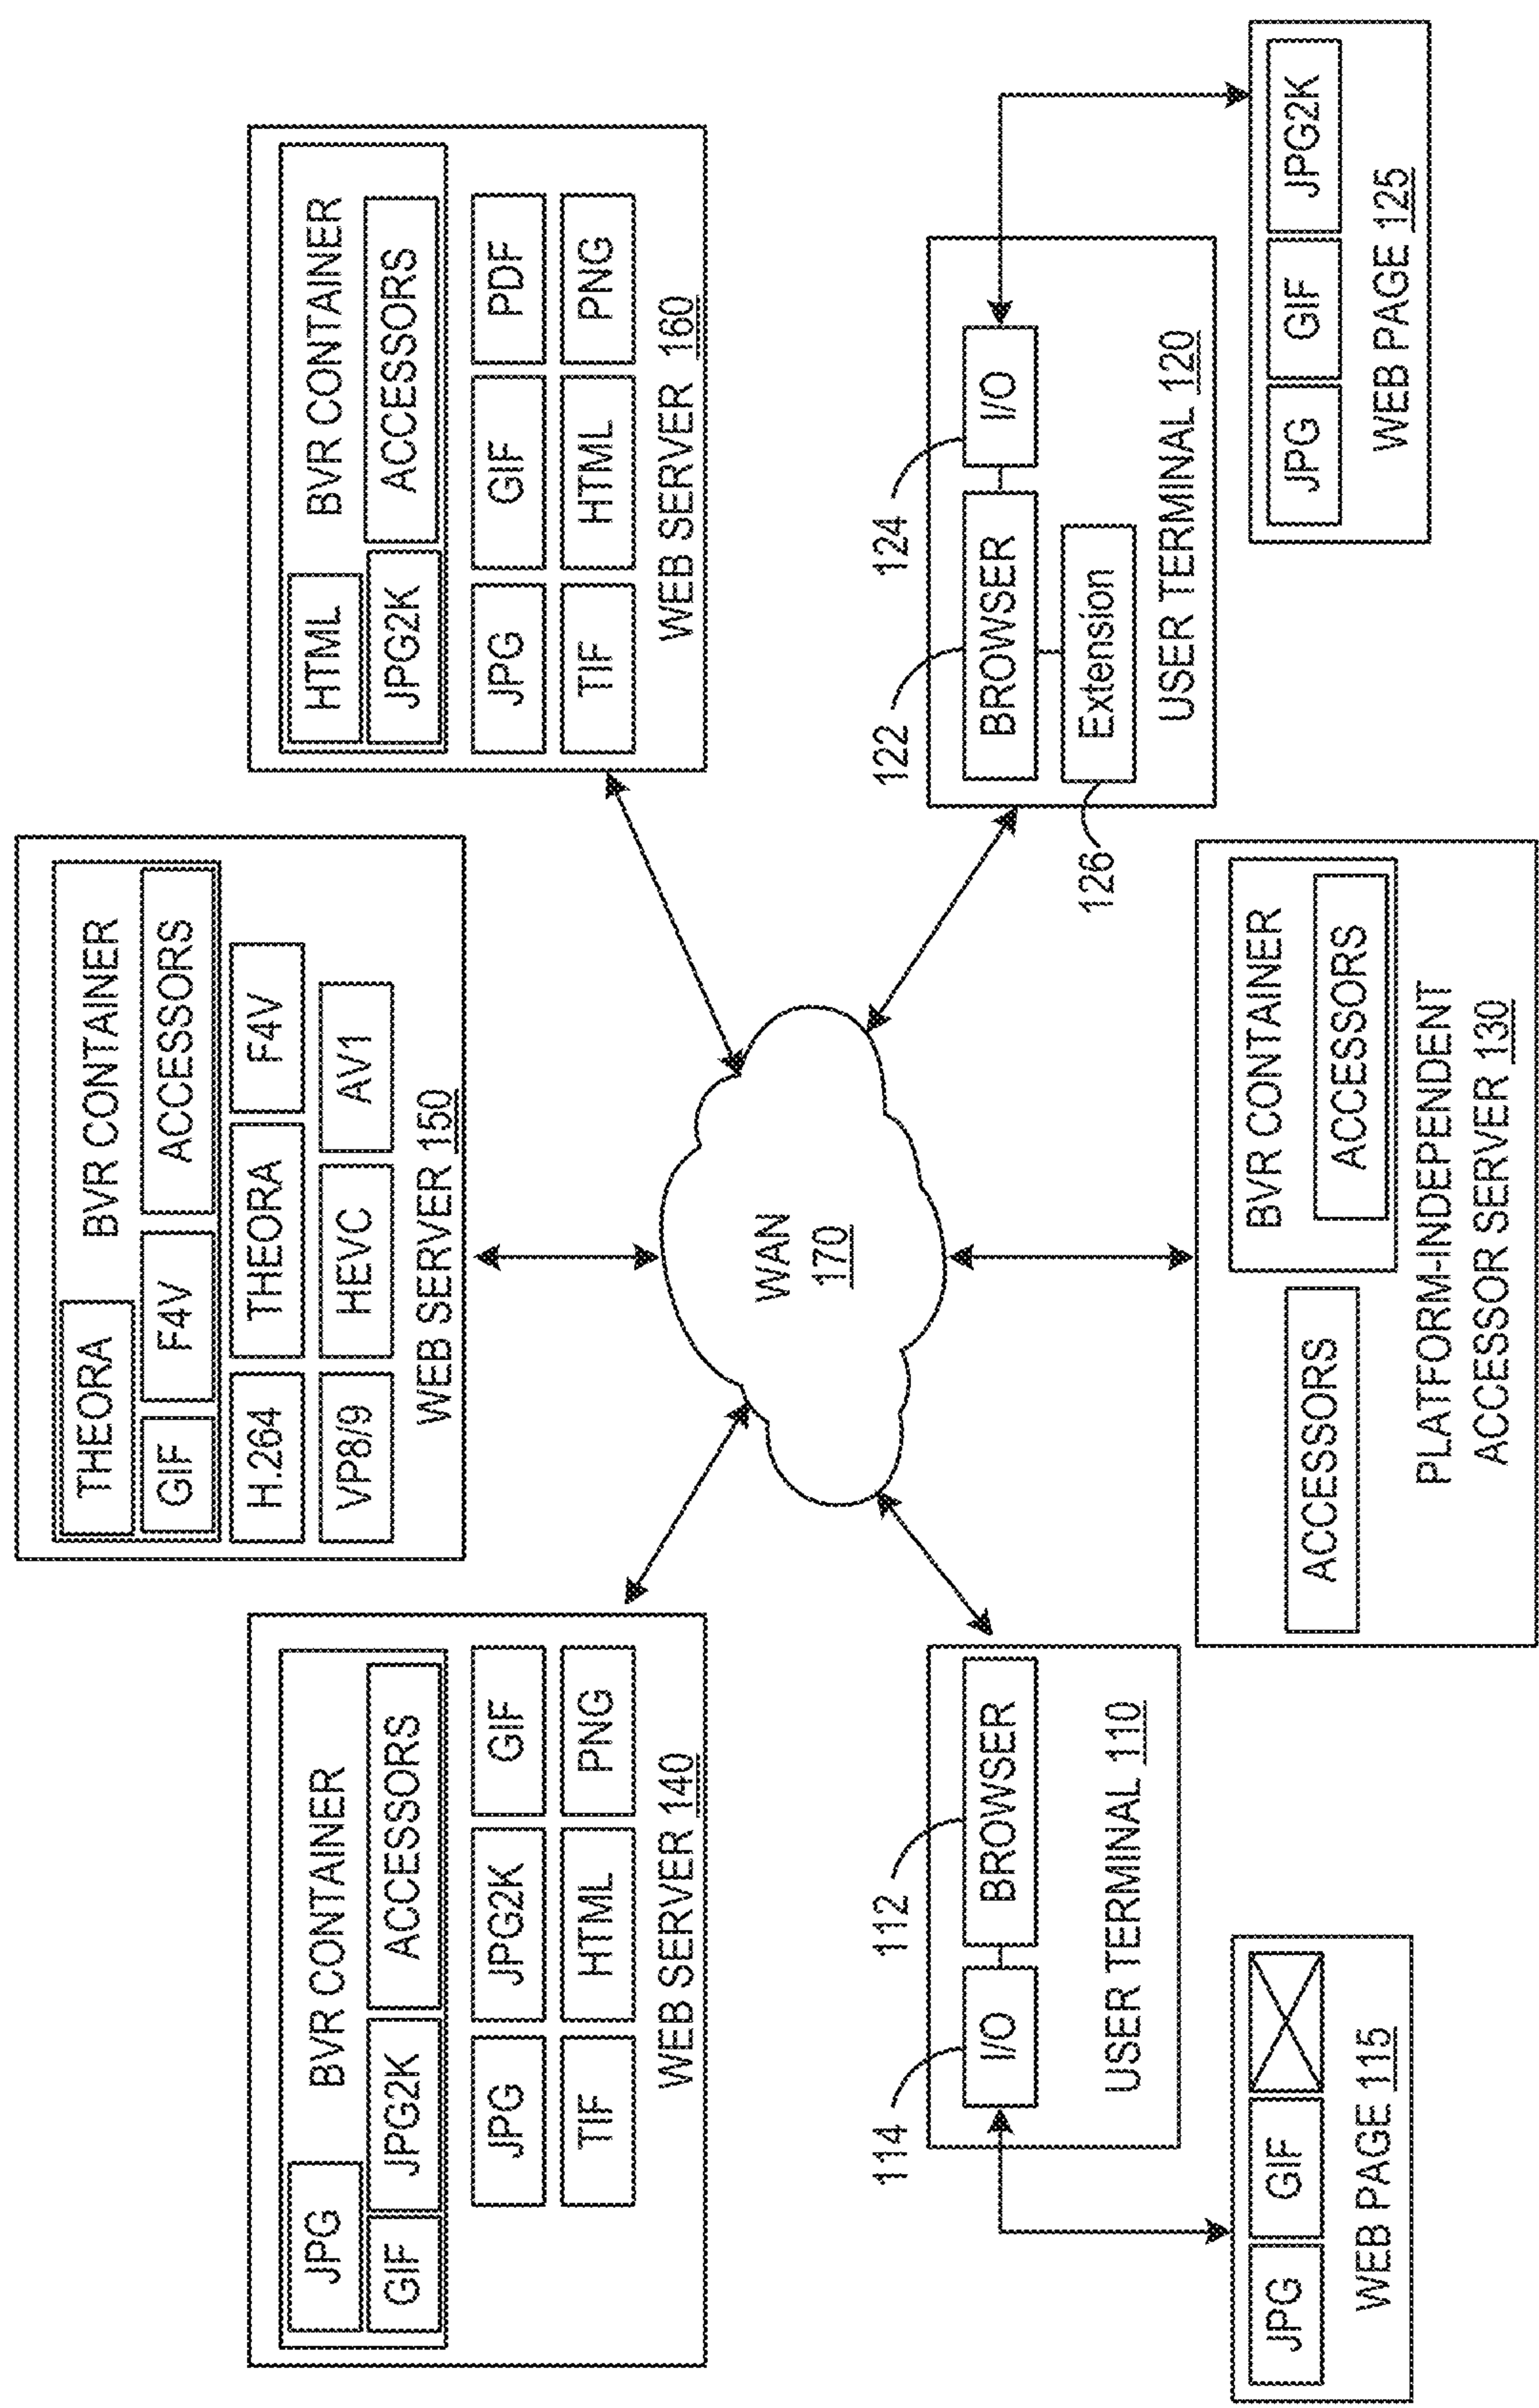 JPG
BVR CONTAINER
GIF
JPG2K
ACCESSORS
JPG
JPG2K
GIF
TIF
HTML
PNG
WEB SERVER 140
THEORA
BVR CONTAINER
GIF
F4V
ACCESSORS
H.264
THEORA
F4V
VP8/9
HEVC
AV1
WEB SERVER 150
HTML
BVR CONTAINER
JPG2K
ACCESSORS
JPG
GIF
PDF
TIF
HTML
PNG
WEB SERVER 160
WAN
170
114
112
I/O
BROWSER
USER TERMINAL 110
JPG
GIF
WEB PAGE 115
ACCESSORS
BVR CONTAINER
ACCESSORS
PLATFORM-INDEPENDENT
ACCESSOR SERVER 130
122
124
BROWSER
I/O
126
Extension
USER TERMINAL 120
JPG
GIF
JPG2K
WEB PAGE 125